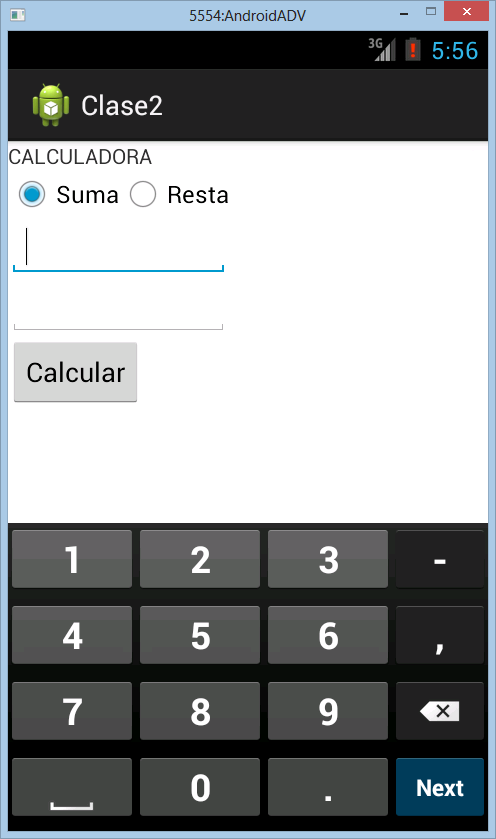 5554:AndroidADV
3G 5:56
Clase2
CALCULADORA
Suma Resta
Calcular
1 2 3 -
4 5 6 ,
7 8 9
0 . Next